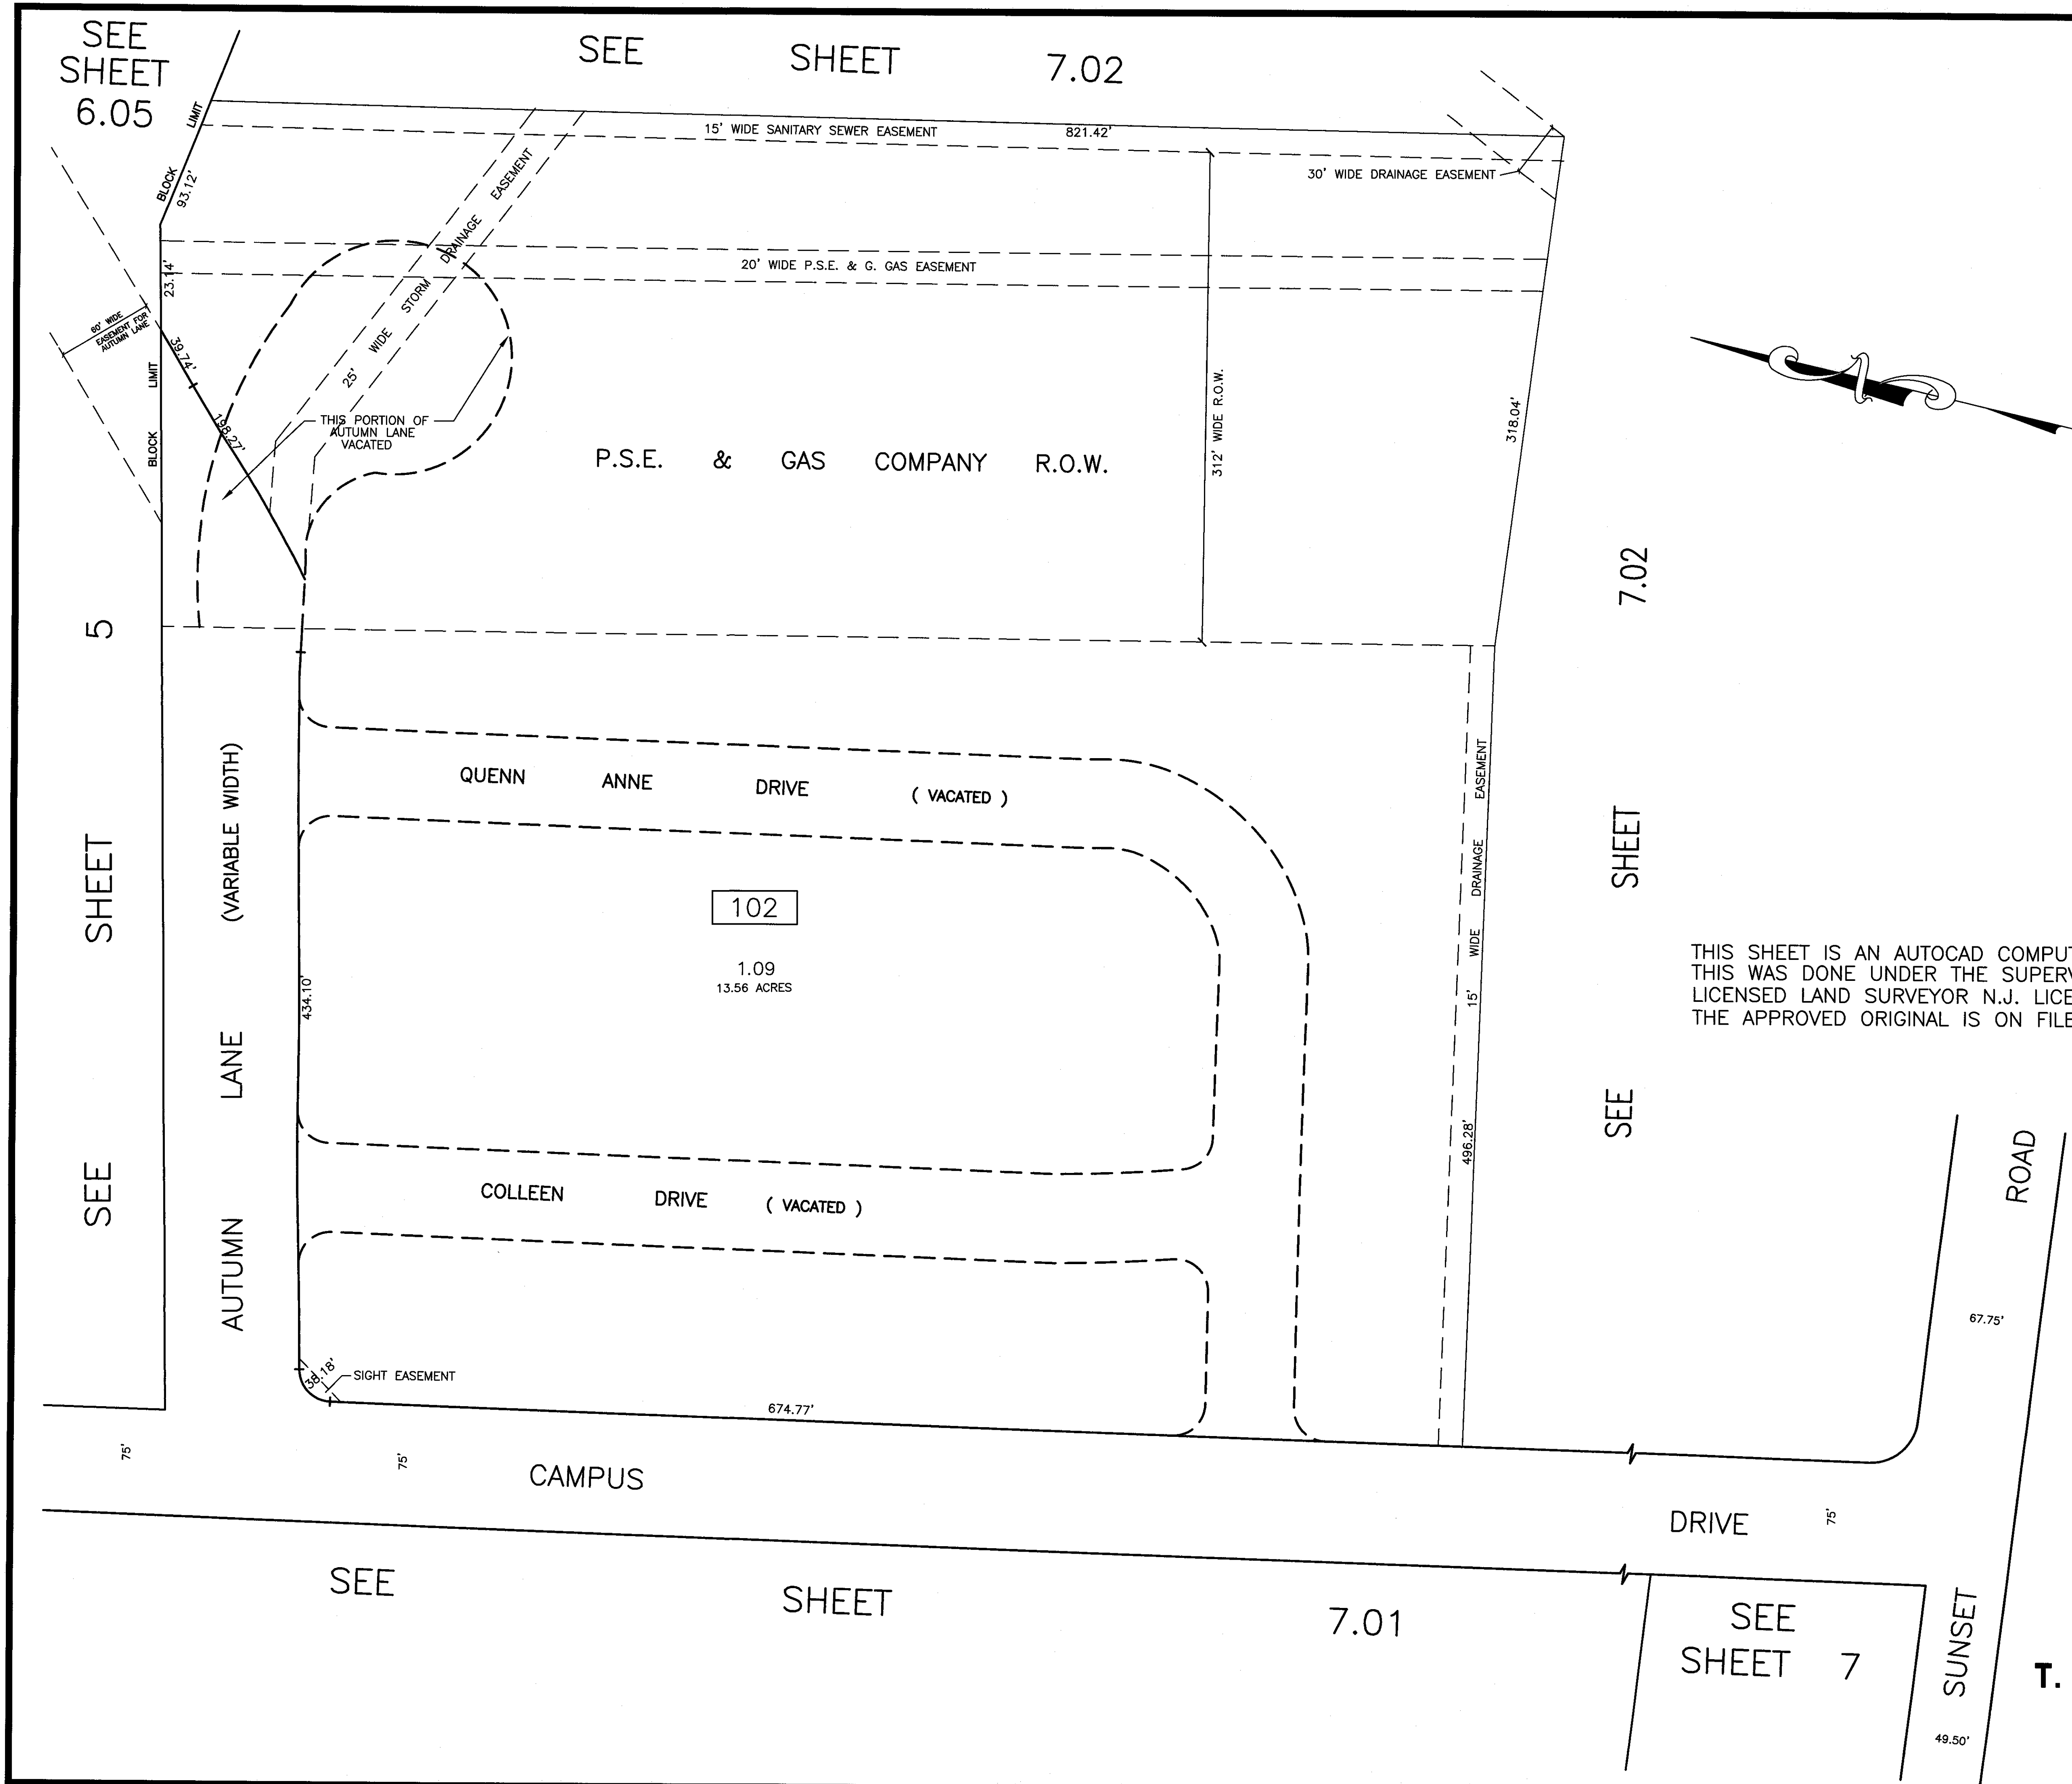 SEE
SHEET
6.05
SEE SHEET 7.02
BLOCK LIMIT
93.12'
15' WIDE SANITARY SEWER EASEMENT
821.42'
30' WIDE DRAINAGE EASEMENT
25' WIDE STORM DRAINAGE EASEMENT
23.14'
20' WIDE P.S.E. & G. GAS EASEMENT
60' WIDE
EASEMENT FOR
AUTUMN LANE
39.74'
BLOCK LIMIT
198.27'
THIS PORTION OF
AUTUMN LANE
VACATED
P.S.E. & GAS COMPANY R.O.W.
312' WIDE R.O.W.
318.04'
SEE SHEET 5
SEE SHEET 7.02
AUTUMN LANE (VARIABLE WIDTH)
QUENN ANNE DRIVE ( VACATED )
15' WIDE DRAINAGE EASEMENT
102
1.09
13.56 ACRES
434.10'
496.28'
THIS SHEET IS AN AUTOCAD COMPUT
THIS WAS DONE UNDER THE SUPERV
LICENSED LAND SURVEYOR N.J. LICE
THE APPROVED ORIGINAL IS ON FILE
COLLEEN DRIVE ( VACATED )
38.18'
SIGHT EASEMENT
674.77'
75'
75'
CAMPUS DRIVE
75'
SUNSET ROAD
67.75'
49.50'
SEE SHEET 7.01
SEE
SHEET 7
T.